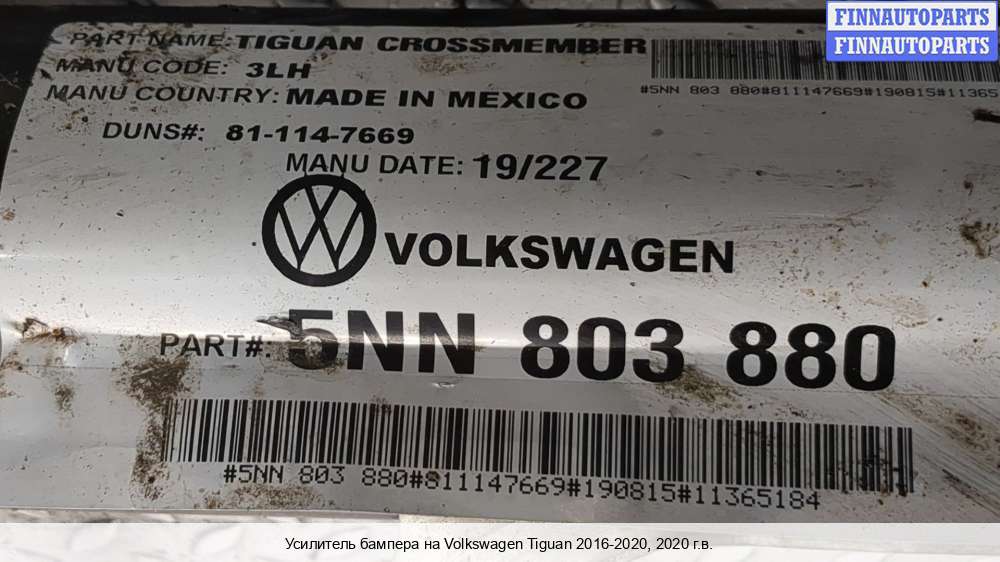 FINNAUTOPARTS
FINNAUTOPARTS
PART NAME: TIGUAN CROSSMEMBER
MANU CODE: 3LH
#5NN 803 880#811147669#190815#11365
MANU COUNTRY: MADE IN MEXICO
DUNS#: 81-114-7669
MANU DATE: 19/227
VOLKSWAGEN
PART#: 5NN 803 880
#5NN 803 880#811147669#190815#11365184
Усилитель бампера на Volkswagen Tiguan 2016-2020, 2020 г.в.